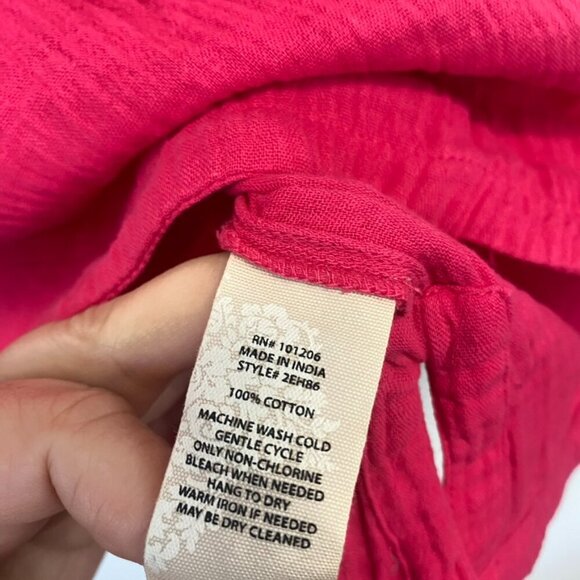 RN# 101206
MADE IN INDIA
STYLE# 2EHB6
100% COTTON
MACHINE WASH COLD
GENTLE CYCLE
ONLY NON-CHLORINE
BLEACH WHEN NEEDED
HANG TO DRY
WARM IRON IF NEEDED
MAY BE DRY CLEANED